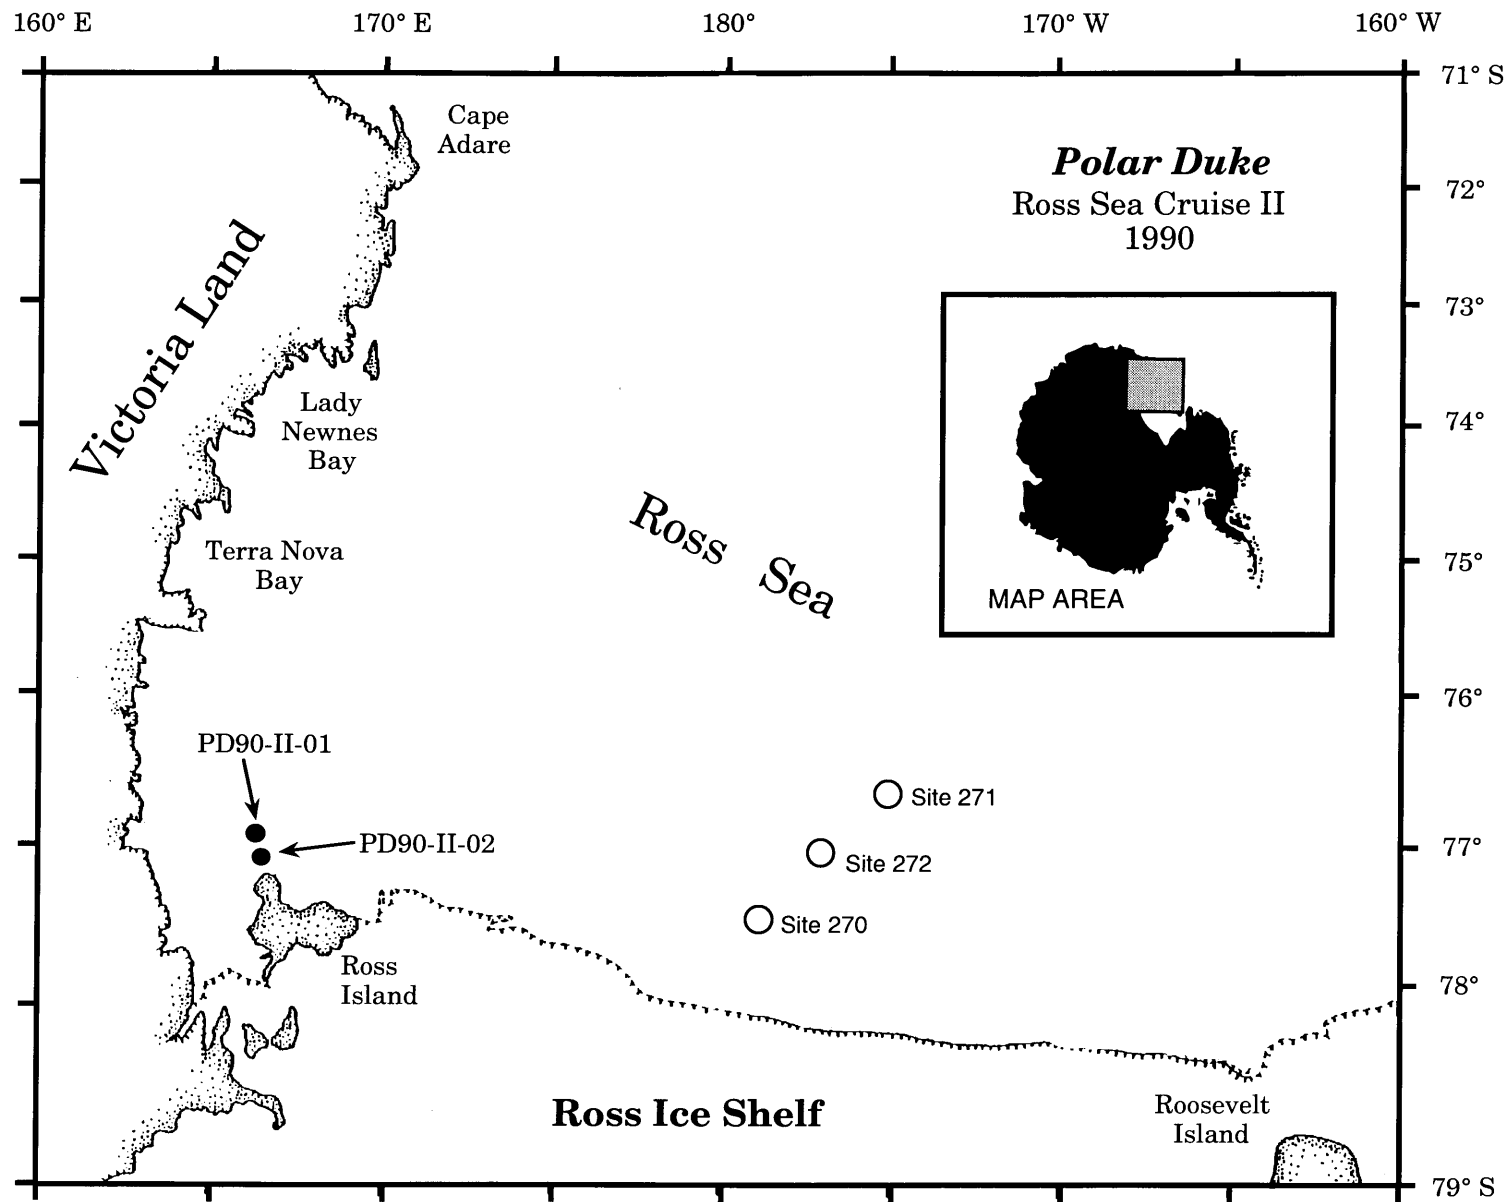 160° E 170° E 180° 170° W 160° W
71° S
Cape
Adare
Polar Duke
Ross Sea Cruise II
1990
72°
Victoria Land
73°
Lady
Newnes
Bay
74°
Ross Sea
Terra Nova
Bay
75°
MAP AREA
76°
PD90-II-01
Site 271
PD90-II-02
77°
Site 272
Site 270
Ross
Island
78°
Ross Ice Shelf
Roosevelt
Island
79° S